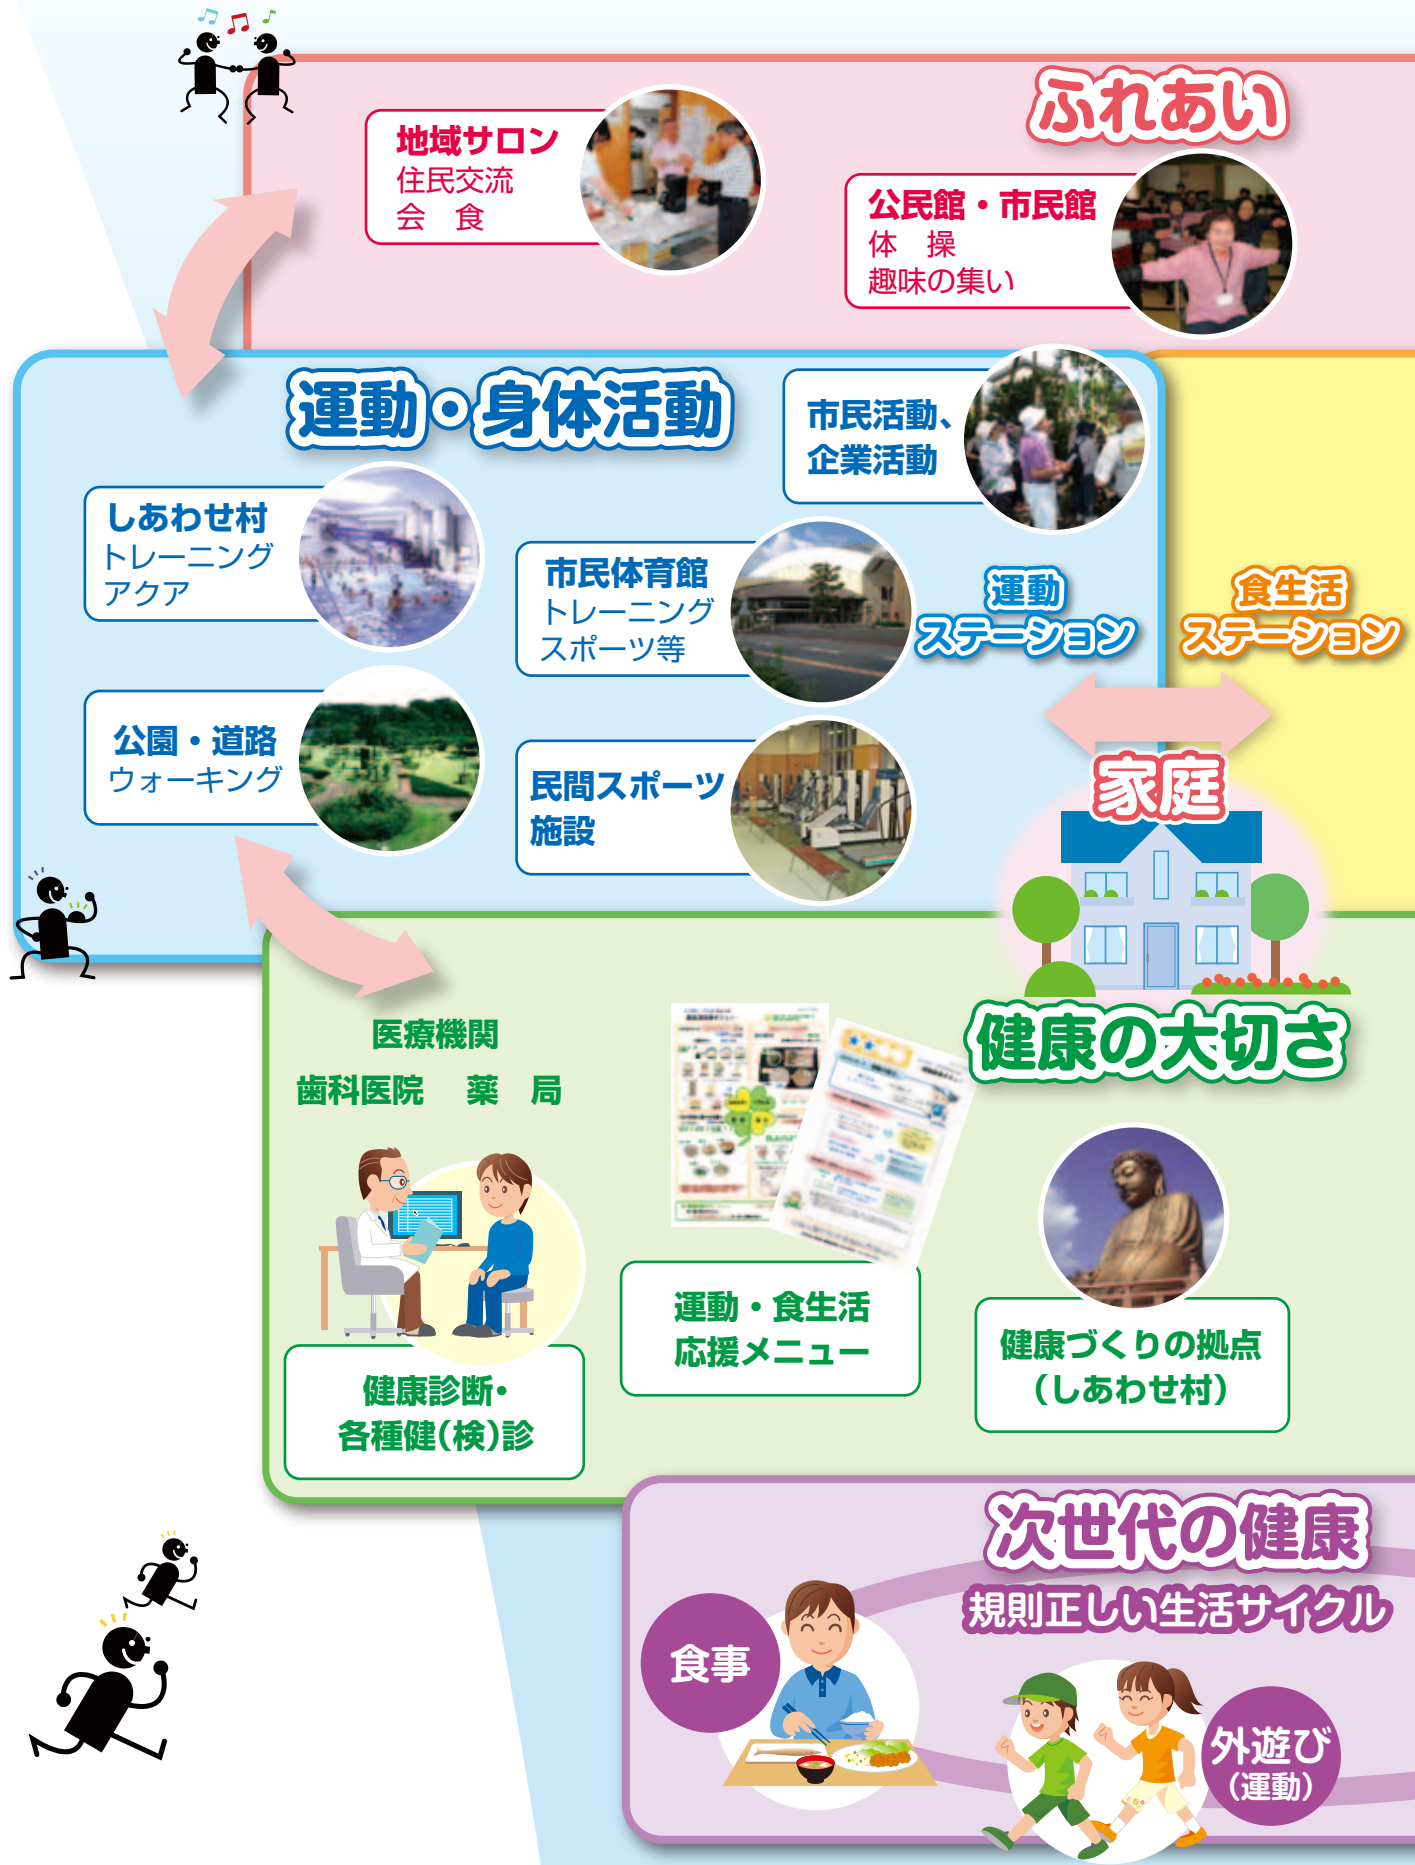 ふれあい
地域サロン
住民交流
会　食
公民館・市民館
体　操
趣味の集い
運動・身体活動
市民活動、
企業活動
しあわせ村
トレーニング
アクア
市民体育館
トレーニング
スポーツ等
運動
ステーション
食生活
ステーション
公園・道路
ウォーキング
民間スポーツ
施設
家庭
健康の大切さ
医療機関
歯科医院　薬　局
運動・食生活
応援メニュー
健康づくりの拠点
（しあわせ村）
健康診断・
各種健（検）診
次世代の健康
規則正しい生活サイクル
食事
外遊び
（運動）